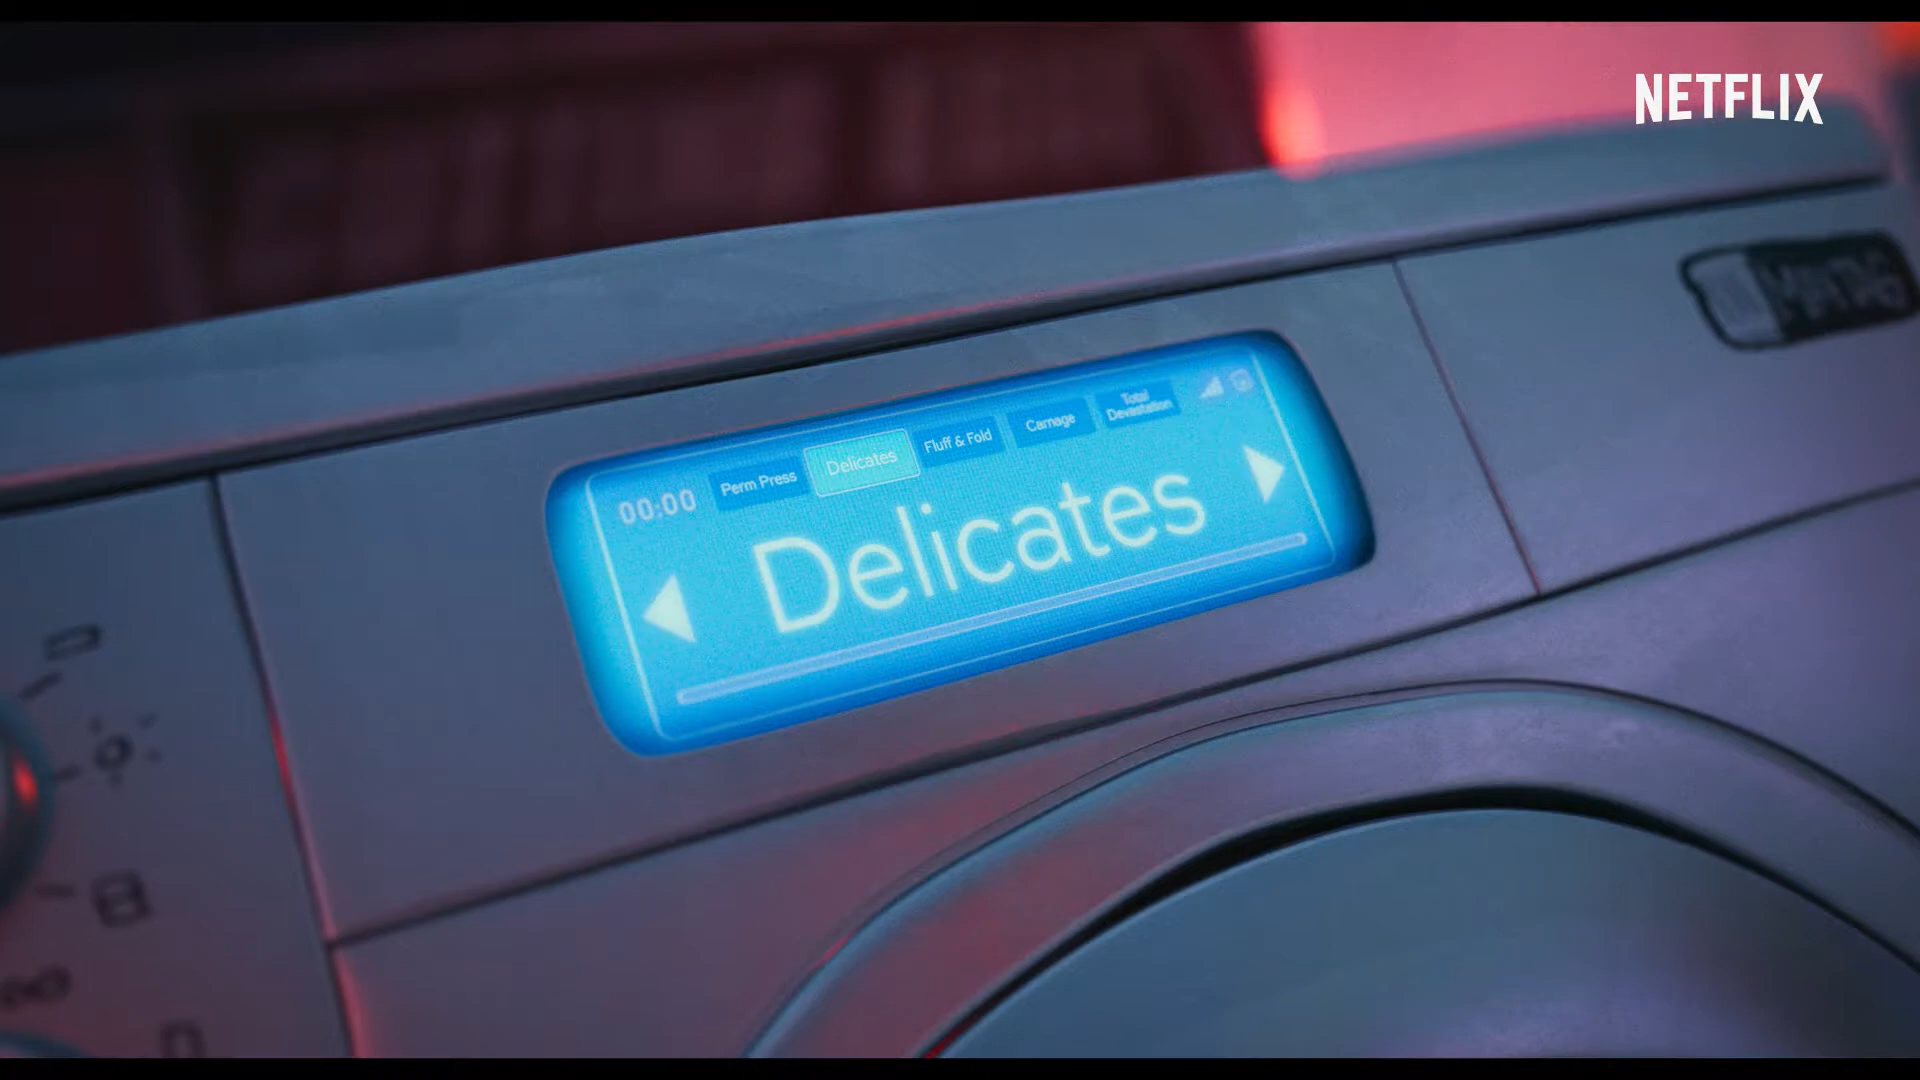 NETFLIX
00:00
Perm Press
Delicates
Fluff & Fold
Carnage
Total
Devastation
Delicates